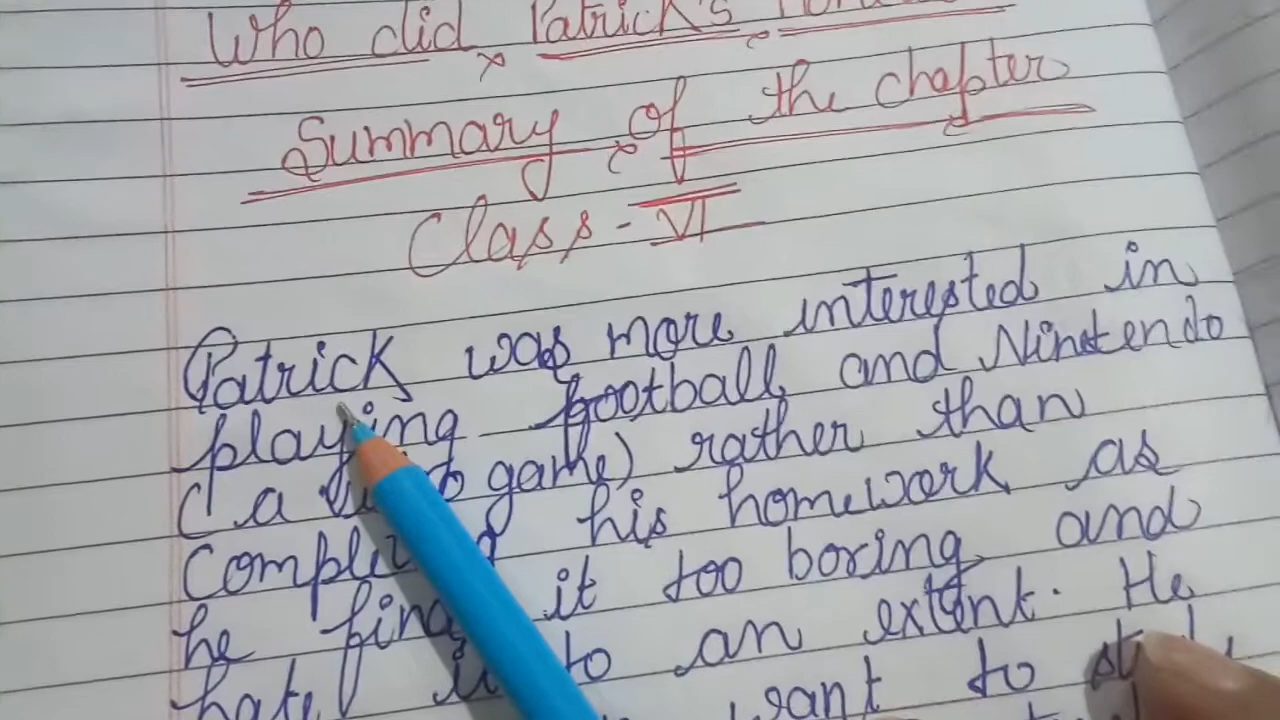 Who did Patrick's
Summary of the chapter
Class - VI
Patrick was more interested in
playing football and Nintendo
(a game) rather than
his homework as
he it too boring and
to an extent. He
want to